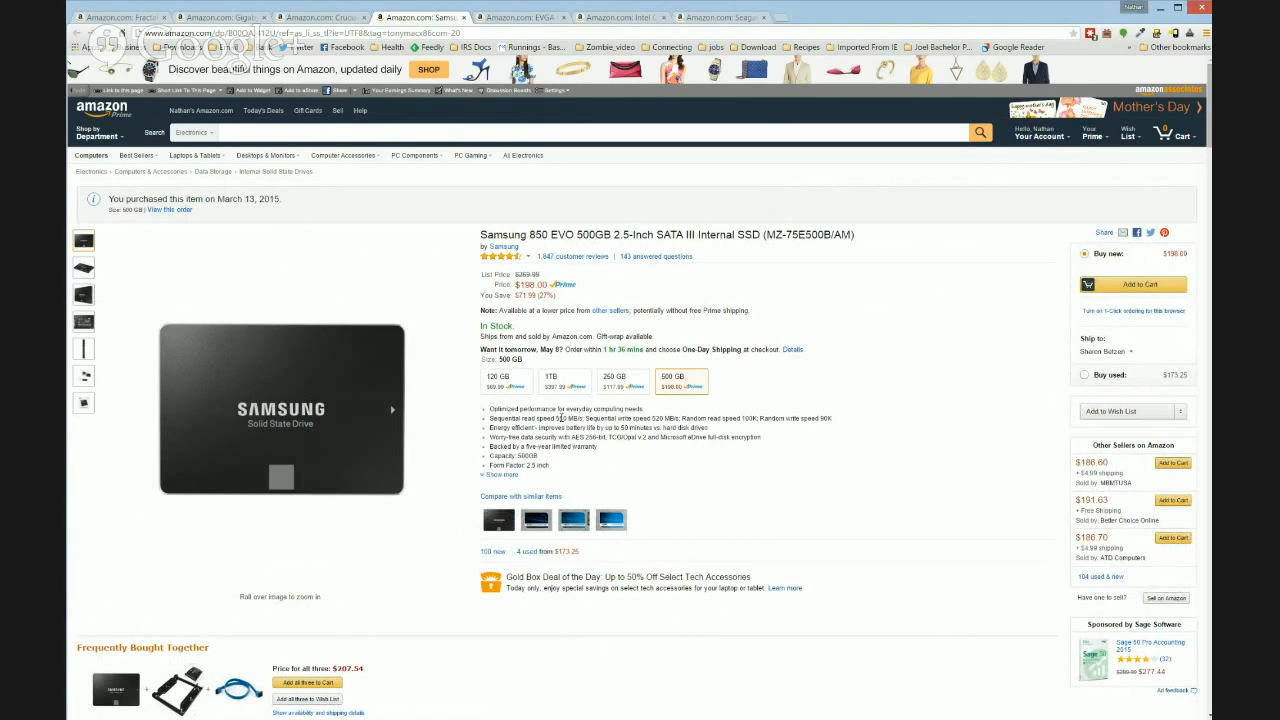 Nathan
Amazon.com: Fractal
Amazon.com: Gigab
Amazon.com: Cruci
Amazon.com: Samsu
Amazon.com: EVGA
Amazon.com: Intel C
Amazon.com: Seaga
Google+
Facebook Health Feedly IRS Docs Runnings - Bas... Zombie_video Connecting jobs Download Recipes Imported From IE Joel Bachelor P... Google Reader Other bookmarks
Discover beautiful things on Amazon, updated daily SHOP
Link to this page Short Link To This Page Add to Widget Add to aStore Share Your Earnings Summary What's New Discussion Boards Settings amazonassociates
amazon Prime
Nathan's Amazon.com Today's Deals Gift Cards Sell Help
Mother's Day
Shop by Department Search Electronics
Hello, Nathan Your Account Your Prime Wish List 0 Cart
Computers Best Sellers Laptops & Tablets Desktops & Monitors Computer Accessories PC Components PC Gaming All Electronics
Electronics › Computers & Accessories › Data Storage › Internal Solid State Drives
You purchased this item on March 13, 2015.
Size: 500 GB | View this order
SAMSUNG
Solid State Drive
Roll over image to zoom in
Samsung 850 EVO 500GB 2.5-Inch SATA III Internal SSD (MZ-75E500B/AM)
by Samsung
1,847 customer reviews | 143 answered questions
List Price: $269.99
Price: $198.00 Prime
You Save: $71.99 (27%)
Note: Available at a lower price from other sellers, potentially without free Prime shipping.
In Stock.
Ships from and sold by Amazon.com. Gift-wrap available.
Want it tomorrow, May 8? Order within 1 hr 36 mins and choose One-Day Shipping at checkout. Details
Size: 500 GB
120 GB
$69.99 Prime
1TB
$397.99 Prime
250 GB
$117.99 Prime
500 GB
$198.00 Prime
Optimized performance for everyday computing needs
Sequential read speed MB/s; Sequential write speed 520 MB/s; Random read speed 100K; Random write speed 90K
Energy efficient - improves battery life by up to 50 minutes vs. hard disk drives
Worry-free data security with AES 256-bit, TCG/Opal v 2 and Microsoft eDrive full-disk encryption
Backed by a five-year limited warranty
Capacity: 500GB
Form Factor: 2.5 inch
Show more
Compare with similar items
100 new 4 used from $173.25
Gold Box Deal of the Day: Up to 50% Off Select Tech Accessories
Today only, enjoy special savings on select tech accessories for your laptop or tablet. Learn more
Share
Buy new: $198.00
Add to Cart
Turn on 1-Click ordering for this browser
Ship to:
Sharon Betzen
Buy used: $173.25
Add to Wish List
Other Sellers on Amazon
$186.60 Add to Cart
+ $4.99 shipping
Sold by: MBMTUSA
$191.63 Add to Cart
+ Free Shipping
Sold by: Better Choice Online
$186.70 Add to Cart
+ $4.99 shipping
Sold by: ATD Computers
104 used & new
Have one to sell? Sell on Amazon
Sponsored by Sage Software
Sage 50 Pro Accounting 2015
(32)
$277.44
Ad feedback
Frequently Bought Together
Price for all three: $207.54
Add all three to Cart
Add all three to Wish List
Show availability and shipping details